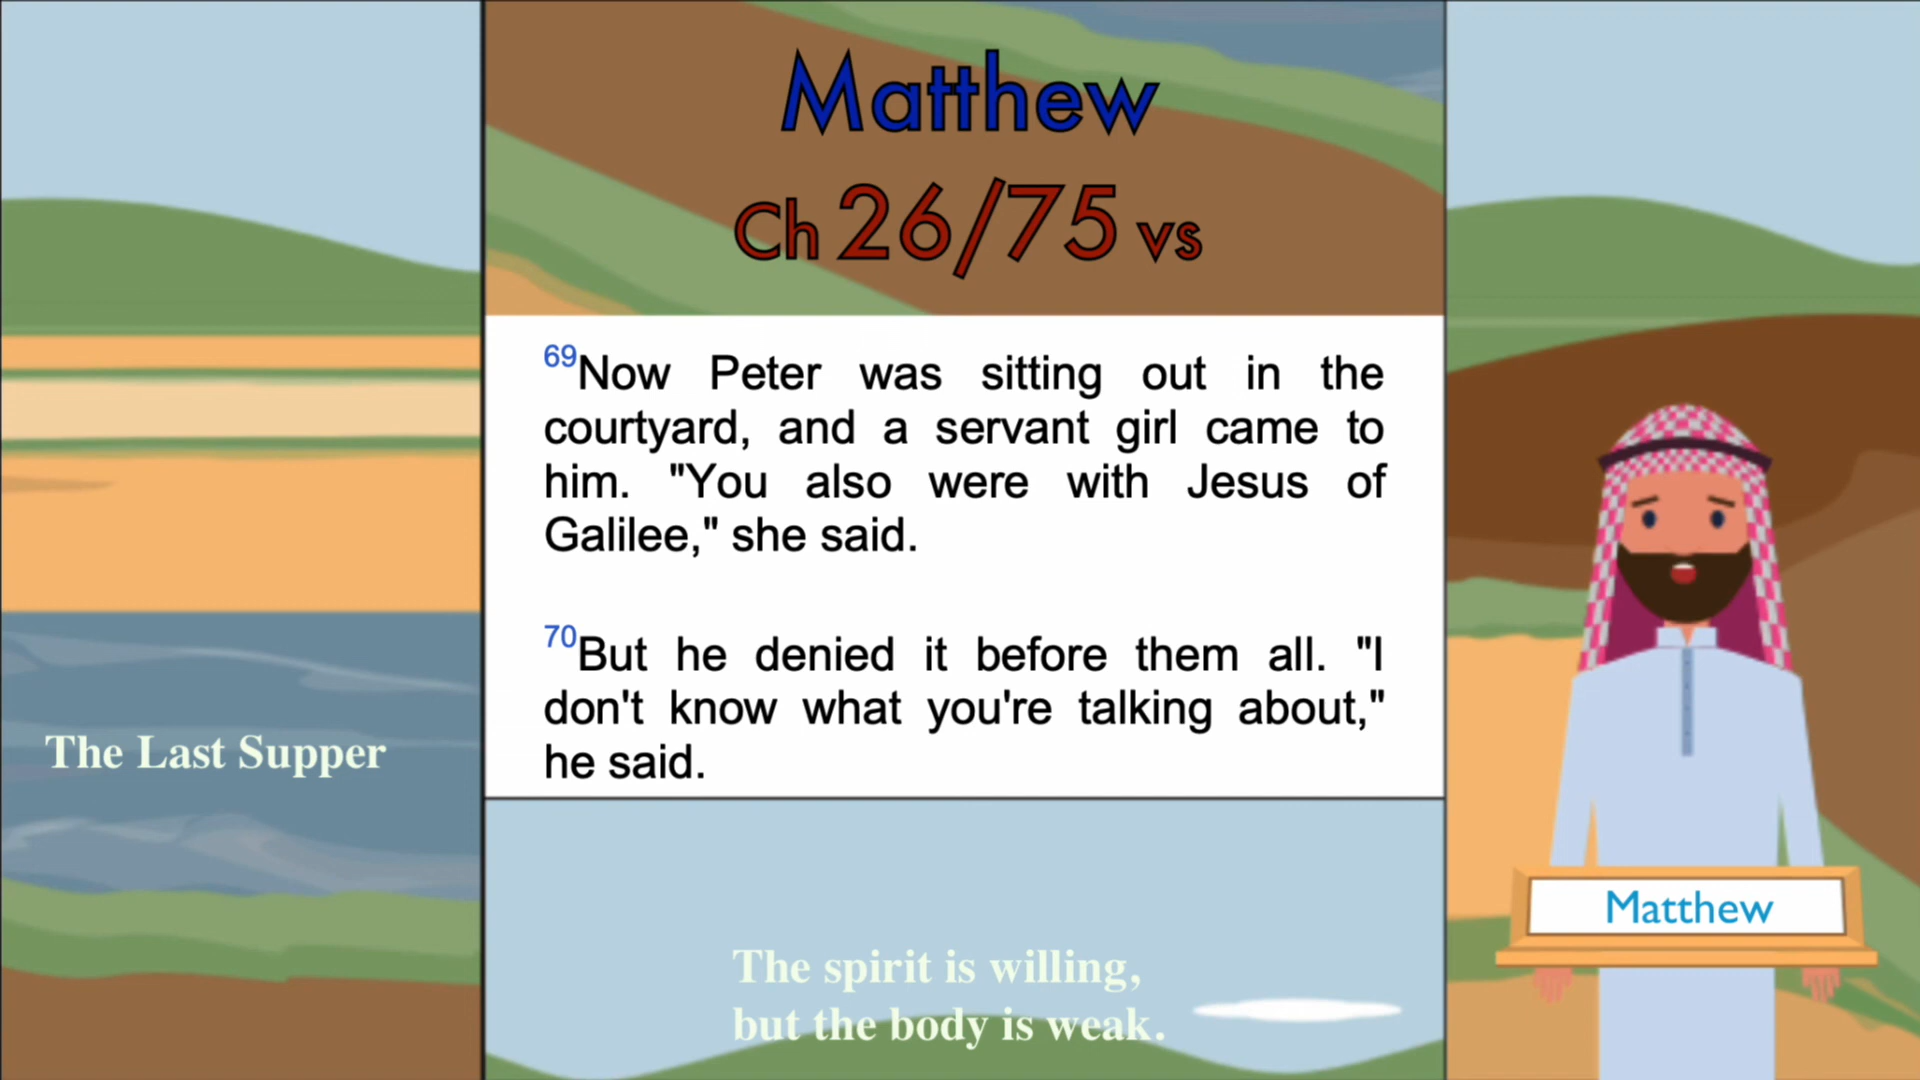 Matthew
Ch 26/75 vs
69Now Peter was sitting out in the
courtyard, and a servant girl came to
him. "You also were with Jesus of
Galilee," she said.
70But he denied it before them all. "I
don't know what you're talking about,"
he said.
The Last Supper
Matthew
The spirit is willing,
but the body is weak.